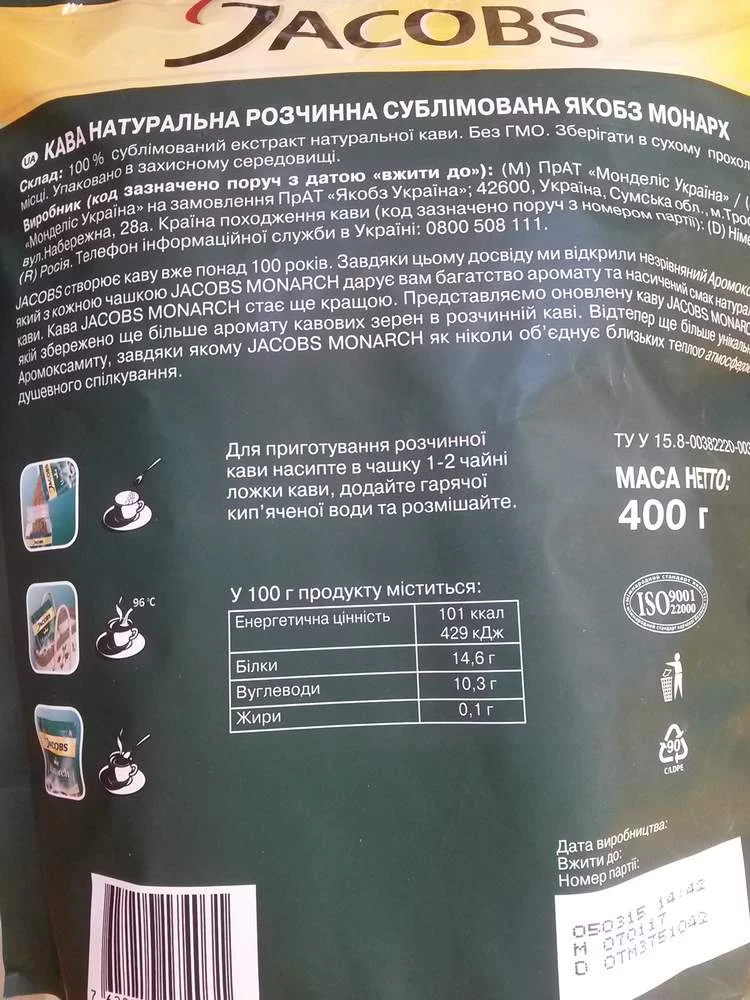 JACOBS
UA КАВА НАТУРАЛЬНА РОЗЧИННА СУБЛІМОВАНА ЯКОБЗ МОНАРХ
Склад: 100 % сублімований екстракт натуральної кави. Без ГМО. Зберігати в сухому
місці. Упаковано в захисному середовищі.
Виробник (код зазначено поруч з датою «вжити до»): (М) ПрАТ «Монделіс Україна» /
«Монделіс Україна» на замовлення ПрАТ «Якобз Україна»; 42600, Україна, Сумська обл., м.
вул.Набережна, 28а. Країна походження кави (код зазначено поруч з номером партії): (D)
(R) Росія. Телефон інформаційної служби в Україні: 0800 508 111.
JACOBS створює каву вже понад 100 років. Завдяки цьому досвіду ми відкрили незрівняний
який з кожною чашкою JACOBS MONARCH дарує вам багатство аромату та насичений смак
кави. Кава JACOBS MONARCH стає ще кращою. Представляємо оновлену каву JACOBS
якій збережено ще більше аромату кавових зерен в розчинній каві. Відтепер ще більше
Аромоксамиту, завдяки якому JACOBS MONARCH як ніколи об'єднує близьких теплою
душевного спілкування.
Для приготування розчинної
кави насипте в чашку 1-2 чайні
ложки кави, додайте гарячої
кип'яченої води та розмішайте.
ТУ У 15.8-00382220-003
МАСА НЕТТО:
400 г
JACOBS
96 °C
JACOBS
JACOBS
У 100 г продукту міститься:
Енергетична цінність 101 ккал
429 кДж
Білки 14,6 г
Вуглеводи 10,3 г
Жири 0,1 г
ISO 9001
22000
90
C/LDPE
Дата виробництва:
Вжити до:
Номер партії:
050315 14:42
M 070117
D OTM3751042